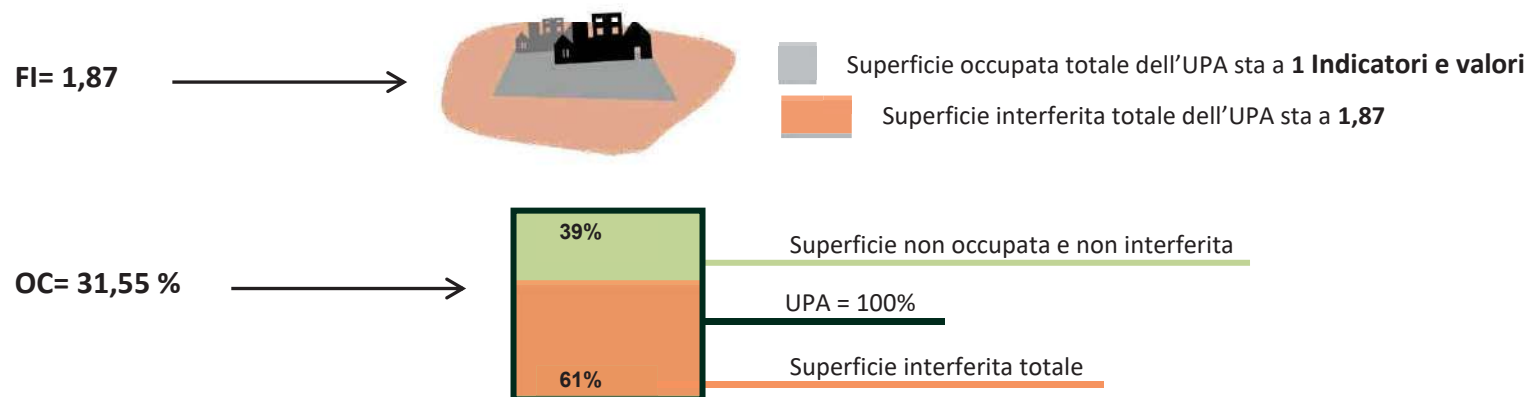 FI= 1,87
Superficie occupata totale dell’UPA sta a 1 Indicatori e valori
Superficie interferita totale dell’UPA sta a 1,87
OC= 31,55 %
39%
Superficie non occupata e non interferita
UPA = 100%
Superficie interferita totale
61%